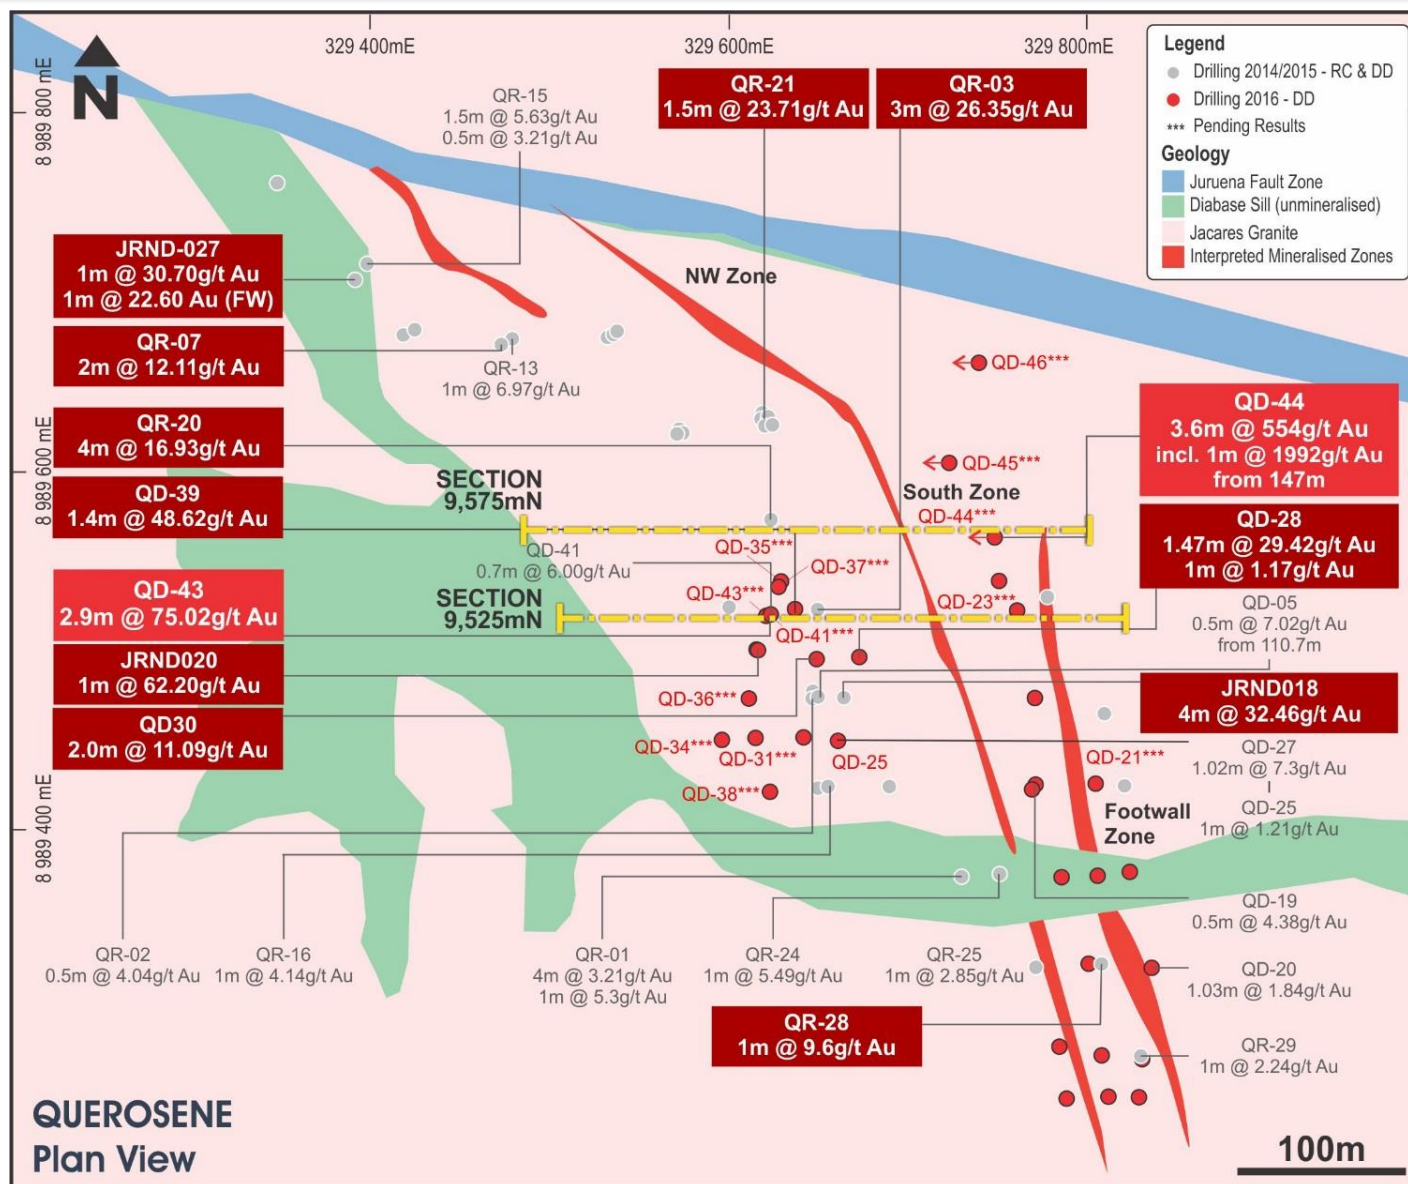 329 400mE
329 600mE
329 800mE
8 989 800 mE
8 989 600 mE
8 989 400 mE
N
Legend
Drilling 2014/2015 - RC & DD
Drilling 2016 - DD
*** Pending Results
Geology
Juruena Fault Zone
Diabase Sill (unmineralised)
Jacares Granite
Interpreted Mineralised Zones
QR-15
1.5m @ 5.63g/t Au
0.5m @ 3.21g/t Au
QR-21
1.5m @ 23.71g/t Au
QR-03
3m @ 26.35g/t Au
JRND-027
1m @ 30.70g/t Au
1m @ 22.60 Au (FW)
NW Zone
QR-07
2m @ 12.11g/t Au
QR-13
1m @ 6.97g/t Au
QD-46***
QR-20
4m @ 16.93g/t Au
QD-44
3.6m @ 554g/t Au
incl. 1m @ 1992g/t Au
from 147m
QD-45***
SECTION
9,575mN
South Zone
QD-44***
QD-39
1.4m @ 48.62g/t Au
QD-28
1.47m @ 29.42g/t Au
1m @ 1.17g/t Au
QD-41
0.7m @ 6.00g/t Au
QD-35***
QD-37***
QD-43***
QD-23***
QD-43
2.9m @ 75.02g/t Au
SECTION
9,525mN
QD-41***
QD-05
0.5m @ 7.02g/t Au
from 110.7m
JRND020
1m @ 62.20g/t Au
QD-36***
JRND018
4m @ 32.46g/t Au
QD30
2.0m @ 11.09g/t Au
QD-34***
QD-31***
QD-25
QD-21***
QD-27
1.02m @ 7.3g/t Au
QD-38***
Footwall
Zone
QD-25
1m @ 1.21g/t Au
QD-19
0.5m @ 4.38g/t Au
QR-02
0.5m @ 4.04g/t Au
QR-16
1m @ 4.14g/t Au
QR-01
4m @ 3.21g/t Au
1m @ 5.3g/t Au
QR-24
1m @ 5.49g/t Au
QR-25
1m @ 2.85g/t Au
QD-20
1.03m @ 1.84g/t Au
QR-28
1m @ 9.6g/t Au
QR-29
1m @ 2.24g/t Au
QUEROSENE
Plan View
100m